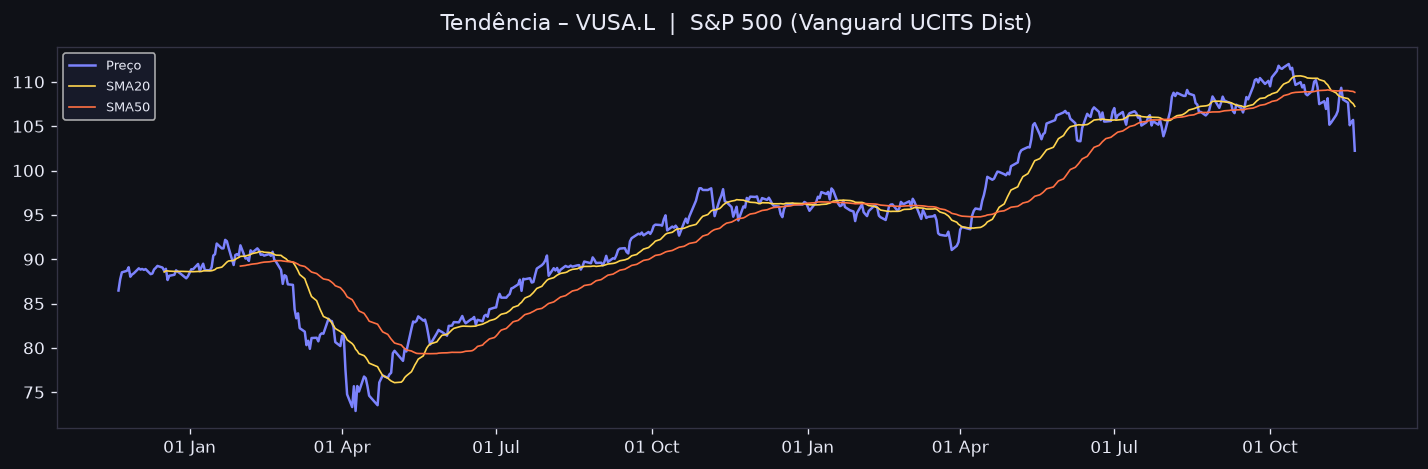 Tendência – VUSA.L | S&P 500 (Vanguard UCITS Dist)
Preço
SMA20
SMA50
110
105
100
95
90
85
80
75
01 Jan
01 Apr
01 Jul
01 Oct
01 Jan
01 Apr
01 Jul
01 Oct